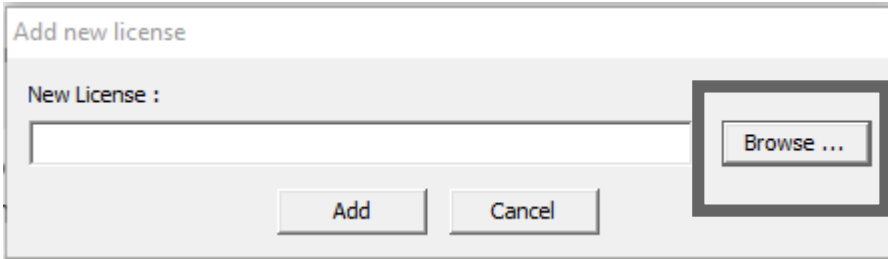 Add new license
New License :
Browse ...
Add Cancel